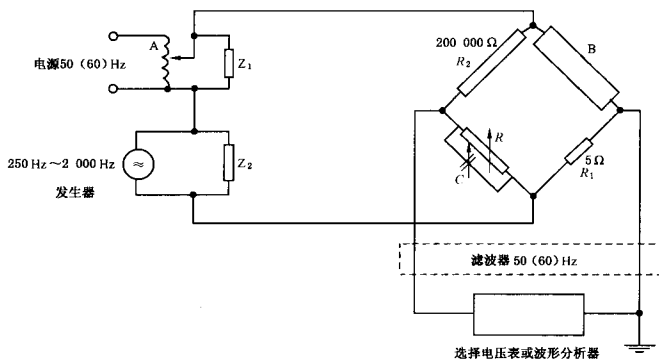 A
电源50(60)Hz
Z1
200 000 Ω
R2
B
R
C
5 Ω
R1
250 Hz～2 000 Hz
≈
Z2
发生器
滤波器 50(60)Hz
选择电压表或波形分析器